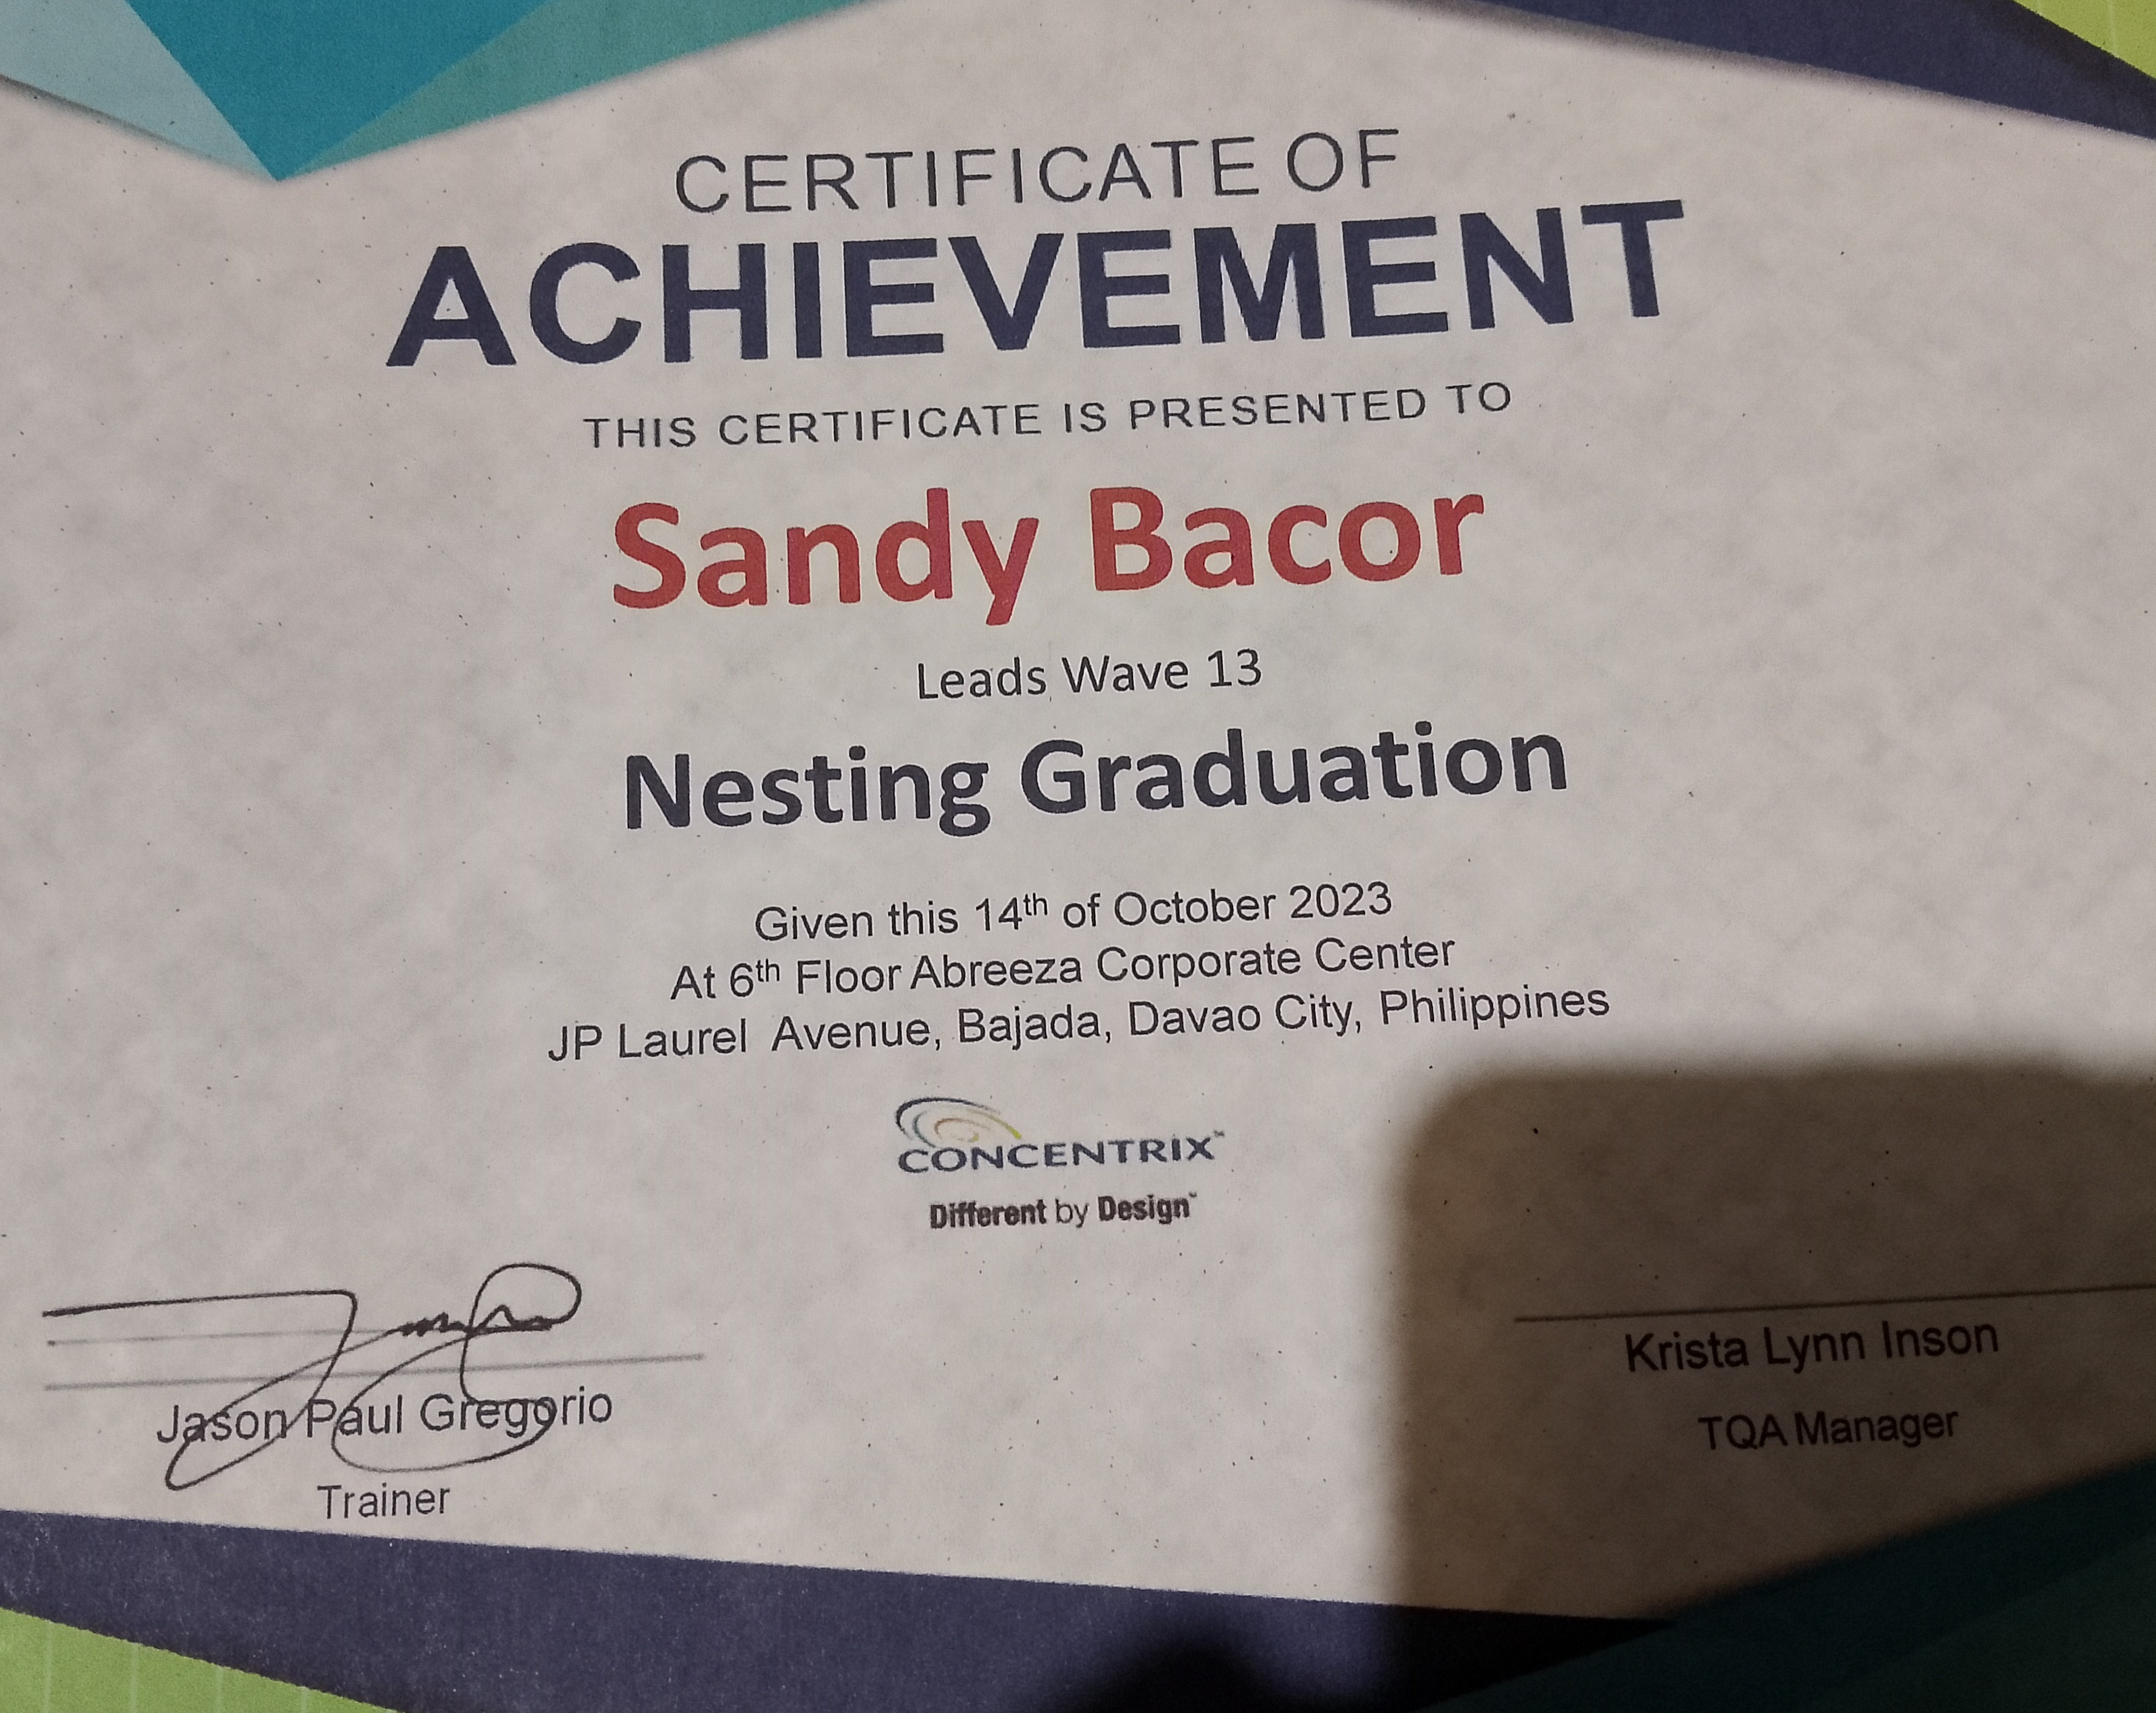 CERTIFICATE OF
ACHIEVEMENT
THIS CERTIFICATE IS PRESENTED TO
Sandy Bacor
Leads Wave 13
Nesting Graduation
Given this 14th of October 2023
At 6th Floor Abreeza Corporate Center
JP Laurel Avenue, Bajada, Davao City, Philippines
CONCENTRIX™
Different by Design™
Jason Paul Gregorio
Trainer
Krista Lynn Inson
TQA Manager